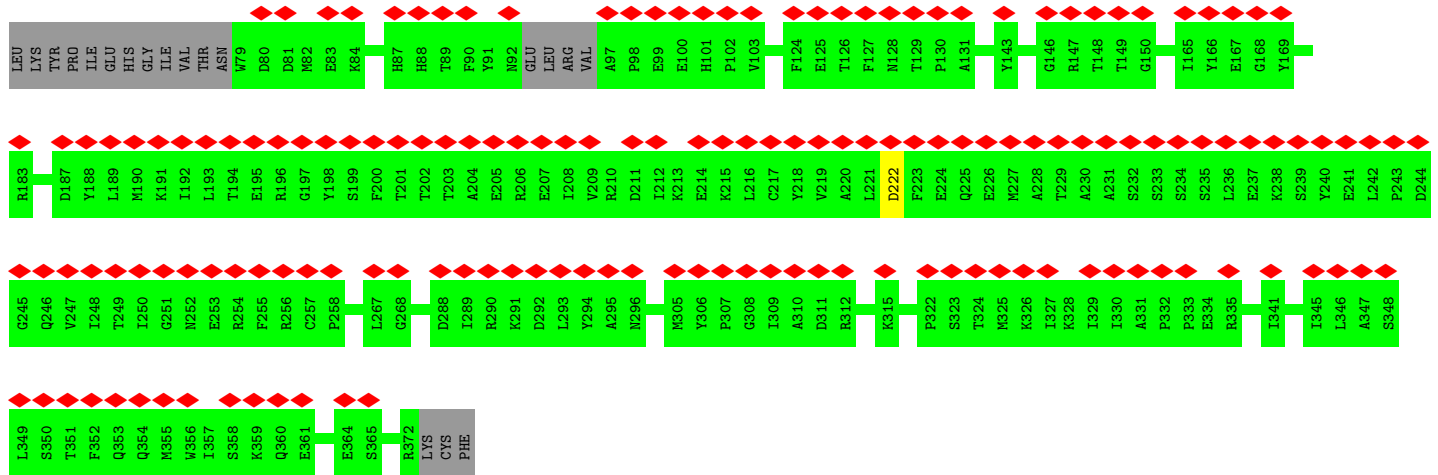 LEU LYS TYR PRO ILE GLU HIS GLY ILE VAL THR ASN W79 D80 D81 M82 E83 K84 H87 H88 T89 F90 Y91 N92 GLU LEU ARG VAL A97 P98 E99 E100 H101 P102 V103 F124 E125 T126 F127 N128 T129 P130 A131 Y143 G146 R147 T148 T149 G150 I165 Y166 E167 G168 Y169
R183 D187 Y188 L189 M190 K191 I192 L193 T194 E195 R196 G197 Y198 S199 F200 T201 T202 T203 A204 E205 R206 E207 I208 V209 R210 D211 I212 K213 E214 K215 L216 C217 Y218 V219 A220 L221 D222 F223 E224 Q225 E226 M227 A228 T229 A230 A231 S232 S233 S234 S235 L236 E237 K238 S239 Y240 E241 L242 P243 D244
G245 Q246 V247 I248 T249 I250 G251 N252 E253 R254 F255 R256 C257 P258 L267 G268 D288 I289 R290 K291 D292 L293 Y294 A295 N296 M305 Y306 P307 G308 I309 A310 D311 R312 K315 P322 S323 T324 M325 K326 I327 K328 I329 I330 A331 P332 P333 E334 R335 I341 I345 L346 A347 S348
L349 S350 T351 F352 Q353 Q354 M355 W356 I357 S358 K359 Q360 E361 E364 S365 R372 LYS CYS PHE